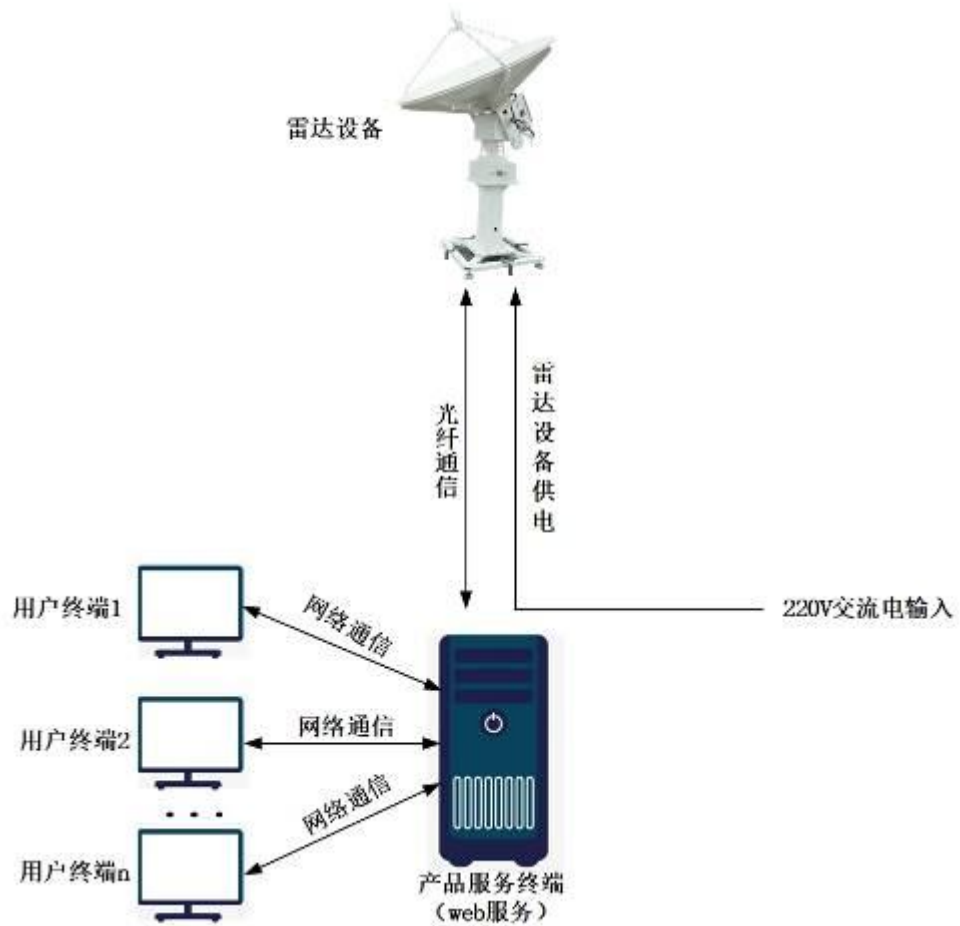 雷达设备
光纤通信
雷达设备供电
用户终端1
网络通信
220V交流电输入
用户终端2
网络通信
网络通信
用户终端n
产品服务终端
（web服务）